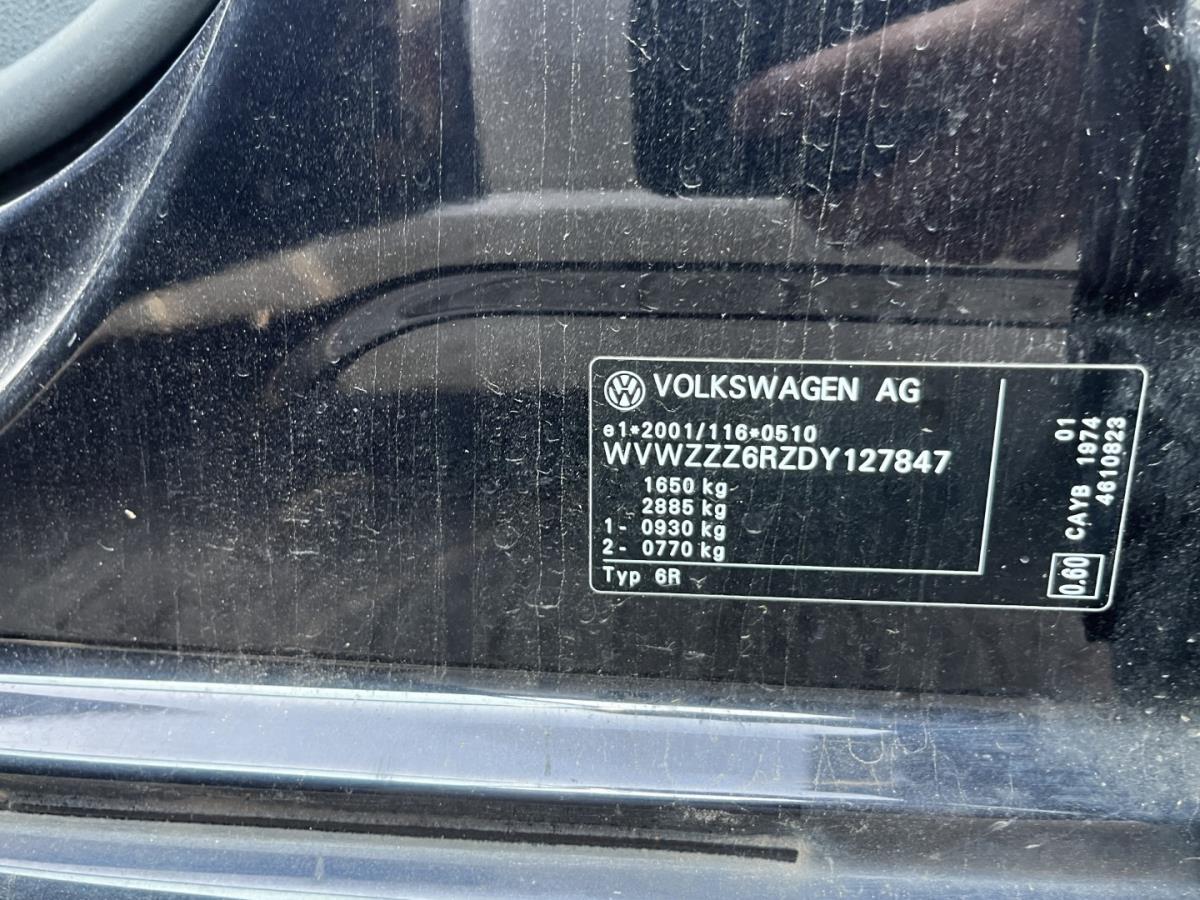 VOLKSWAGEN AG
e1*2001/116*0510
WVWZZZ6RZDY127847
1650 kg
2885 kg
1- 0930 kg
2- 0770 kg
Typ 6R
01
CAYB 1974
4610823
0.60